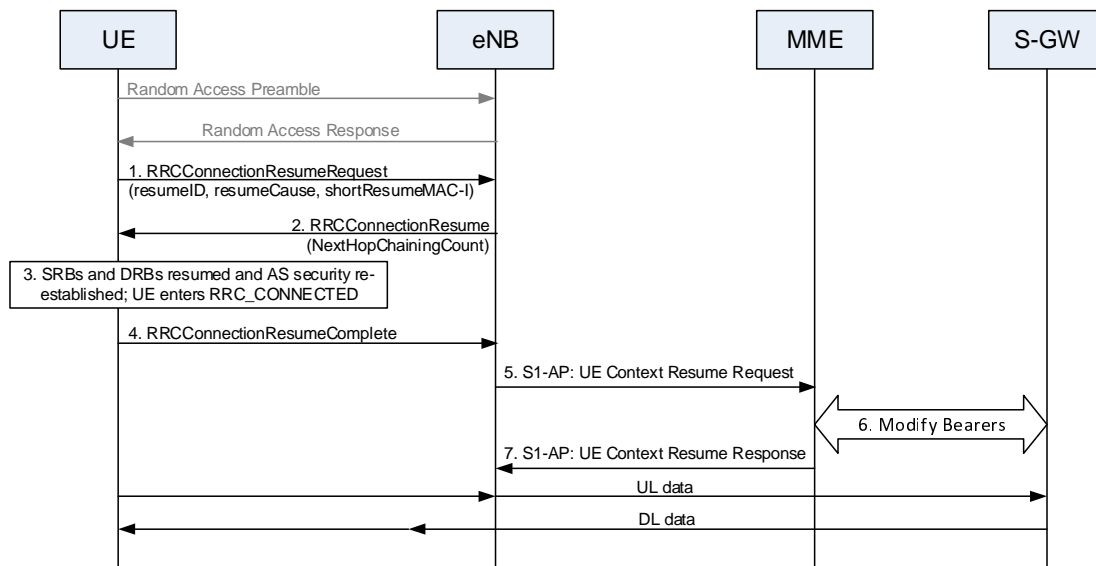 UE
eNB
MME
S-GW
Random Access Preamble
Random Access Response
1. RRCConnectionResumeRequest
(resumeID, resumeCause, shortResumeMAC-I)
2. RRCConnectionResume
(NextHopChainingCount)
3. SRBs and DRBs resumed and AS security re-
established; UE enters RRC_CONNECTED
4. RRCConnectionResumeComplete
5. S1-AP: UE Context Resume Request
6. Modify Bearers
7. S1-AP: UE Context Resume Response
UL data
DL data